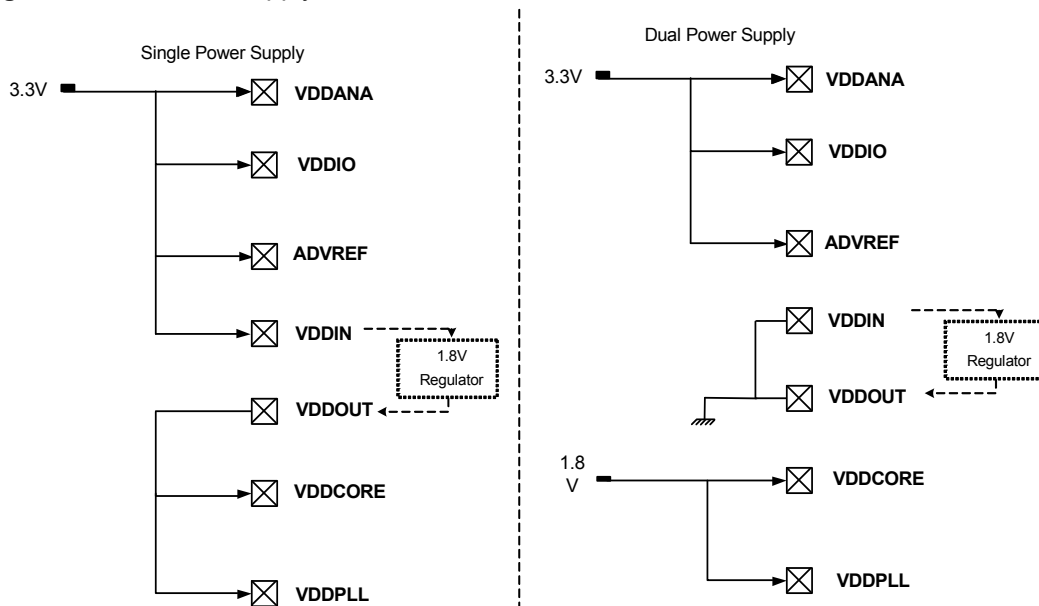 Single Power Supply
3.3V
VDDANA
VDDIO
ADVREF
VDDIN
1.8V
Regulator
VDDOUT
VDDCORE
VDDPLL
Dual Power Supply
3.3V
VDDANA
VDDIO
ADVREF
VDDIN
1.8V
Regulator
VDDOUT
1.8
V
VDDCORE
VDDPLL